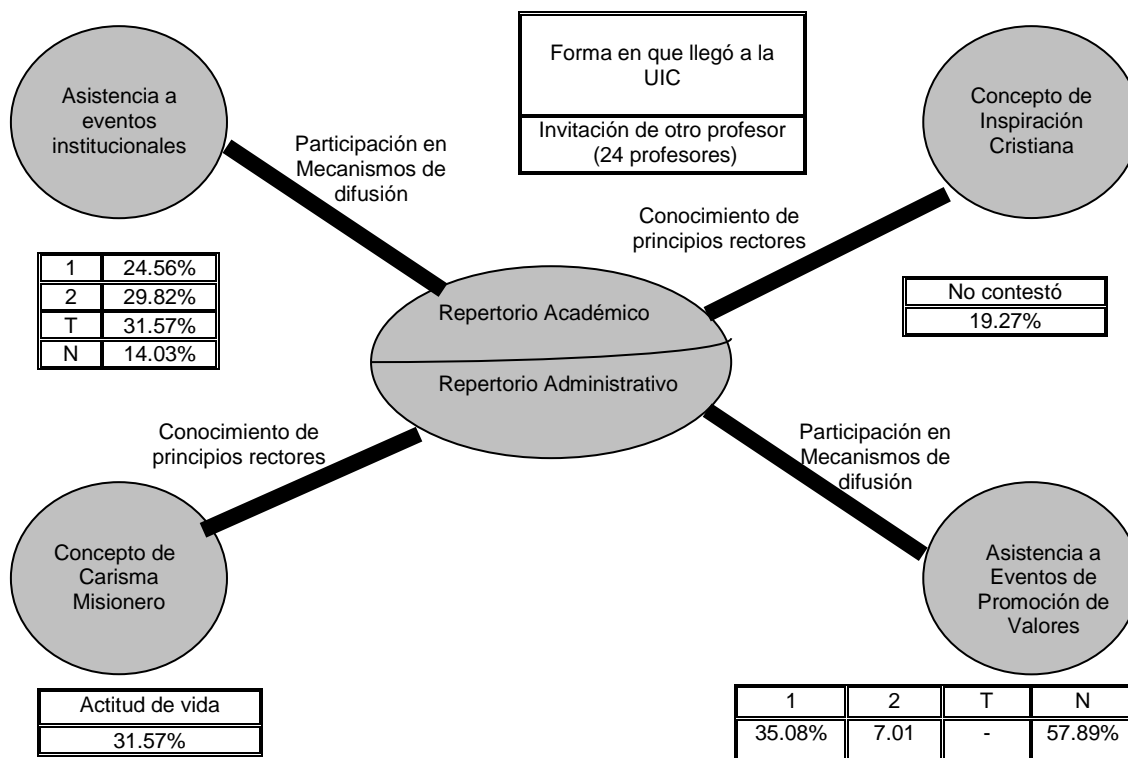 Asistencia a
eventos
institucionales
Participación en
Mecanismos de
difusión
Forma en que llegó a la
UIC
Invitación de otro profesor
(24 profesores)
Concepto de
Inspiración
Cristiana
Conocimiento de
principios rectores
1 24.56%
2 29.82%
T 31.57%
N 14.03%
No contestó
19.27%
Repertorio Académico
Repertorio Administrativo
Conocimiento de
principios rectores
Participación en
Mecanismos de
difusión
Concepto de
Carisma
Misionero
Asistencia a
Eventos de
Promoción de
Valores
Actitud de vida
31.57%
1 2 T N
35.08% 7.01 - 57.89%